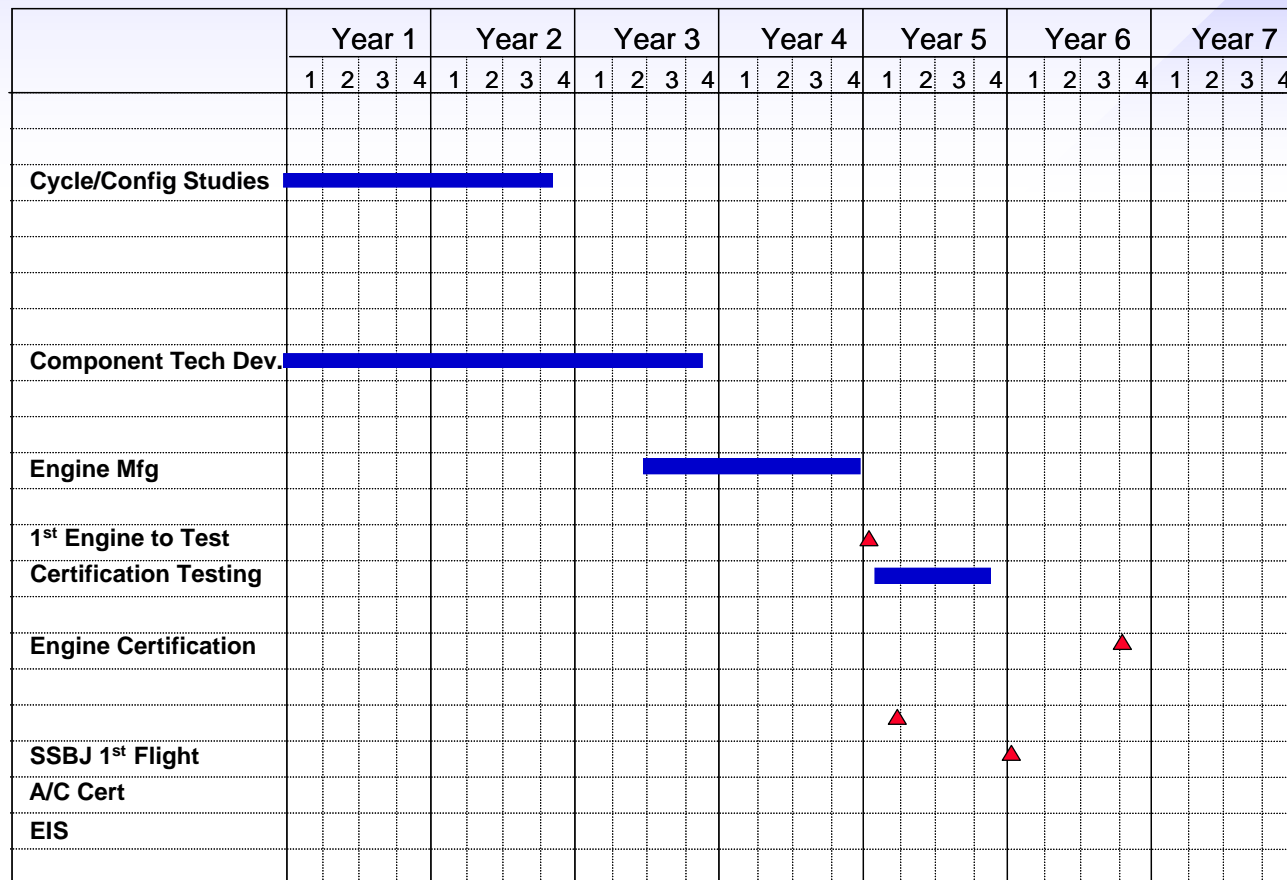 Year 1 Year 2 Year 3 Year 4 Year 5 Year 6 Year 7
1 2 3 4 1 2 3 4 1 2 3 4 1 2 3 4 1 2 3 4 1 2 3 4 1 2 3 4
Cycle/Config Studies
Component Tech Dev.
Engine Mfg
1st Engine to Test
Certification Testing
Engine Certification
SSBJ 1st Flight
A/C Cert
EIS